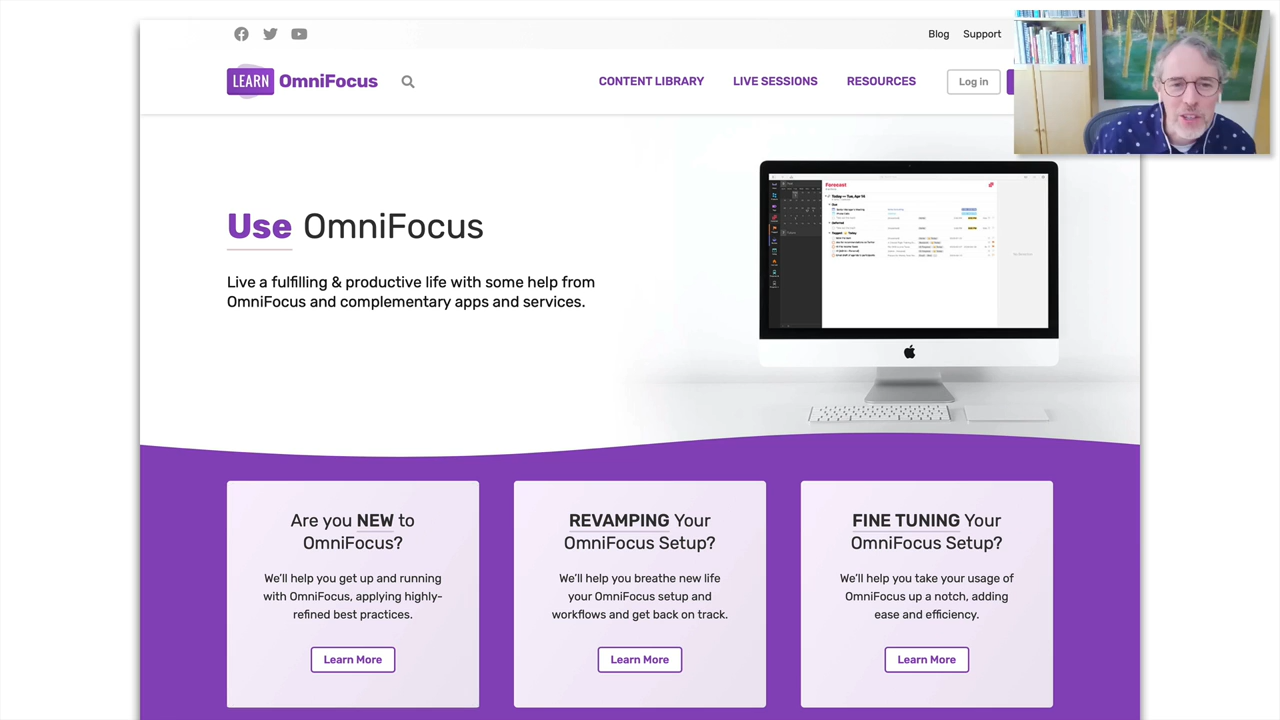 Blog Support
LEARN OmniFocus
CONTENT LIBRARY LIVE SESSIONS RESOURCES Log in
Forecast
Use OmniFocus
Live a fulfilling & productive life with some help from
OmniFocus and complementary apps and services.
Are you NEW to
OmniFocus?
We'll help you get up and running
with OmniFocus, applying highly-
refined best practices.
Learn More
REVAMPING Your
OmniFocus Setup?
We'll help you breathe new life
your OmniFocus setup and
workflows and get back on track.
Learn More
FINE TUNING Your
OmniFocus Setup?
We'll help you take your usage of
OmniFocus up a notch, adding
ease and efficiency.
Learn More